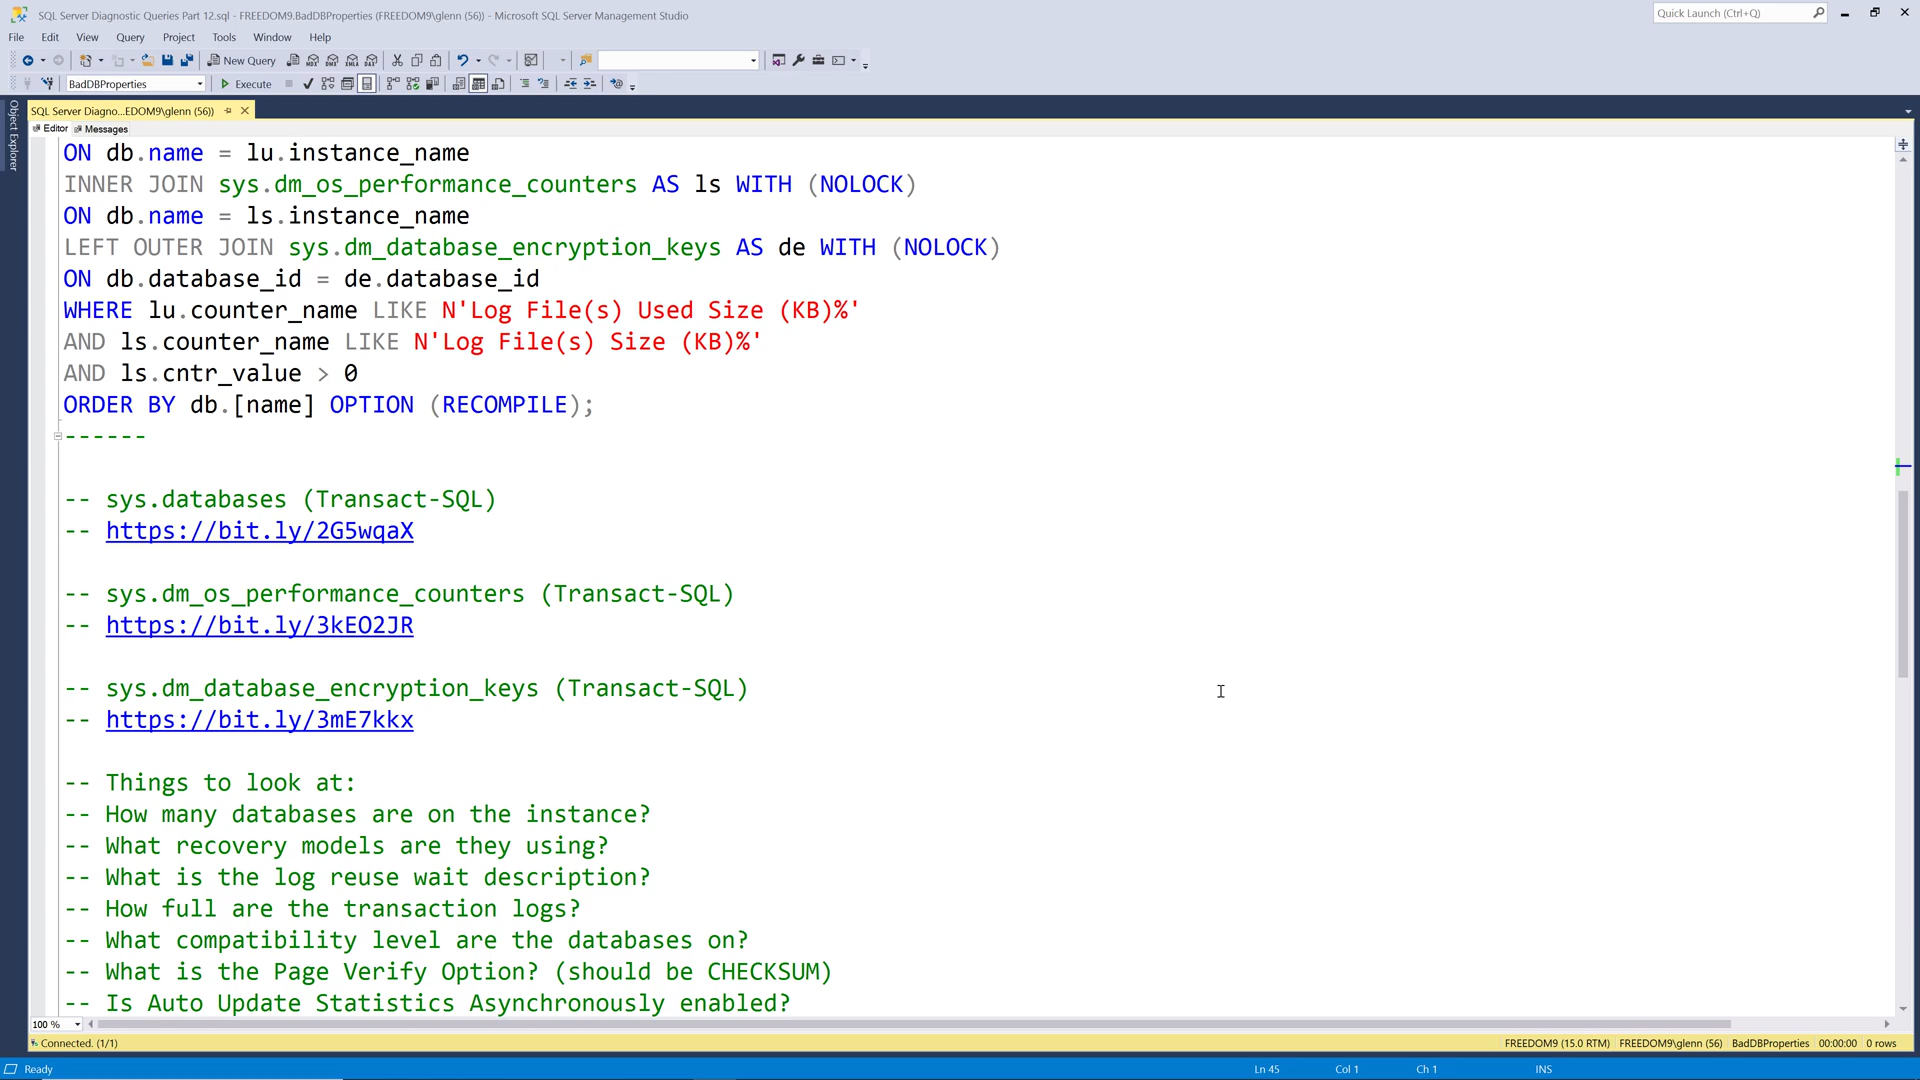 SQL Server Diagnostic Queries Part 12.sql - FREEDOM9.BadDBProperties (FREEDOM9\glenn (56)) - Microsoft SQL Server Management Studio
Quick Launch (Ctrl+Q)
File Edit View Query Project Tools Window Help
New Query
BadDBProperties Execute
SQL Server Diagno...EDOM9\glenn (56))
Object Explorer
Editor Messages
ON db.name = lu.instance_name
INNER JOIN sys.dm_os_performance_counters AS ls WITH (NOLOCK)
ON db.name = ls.instance_name
LEFT OUTER JOIN sys.dm_database_encryption_keys AS de WITH (NOLOCK)
ON db.database_id = de.database_id
WHERE lu.counter_name LIKE N'Log File(s) Used Size (KB)%'
AND ls.counter_name LIKE N'Log File(s) Size (KB)%'
AND ls.cntr_value > 0
ORDER BY db.[name] OPTION (RECOMPILE);
------
-- sys.databases (Transact-SQL)
-- https://bit.ly/2G5wqaX
-- sys.dm_os_performance_counters (Transact-SQL)
-- https://bit.ly/3kEO2JR
-- sys.dm_database_encryption_keys (Transact-SQL)
-- https://bit.ly/3mE7kkx
-- Things to look at:
-- How many databases are on the instance?
-- What recovery models are they using?
-- What is the log reuse wait description?
-- How full are the transaction logs?
-- What compatibility level are the databases on?
-- What is the Page Verify Option? (should be CHECKSUM)
-- Is Auto Update Statistics Asynchronously enabled?
100 %
Connected. (1/1) FREEDOM9 (15.0 RTM) FREEDOM9\glenn (56) BadDBProperties 00:00:00 0 rows
Ready Ln 45 Col 1 Ch 1 INS